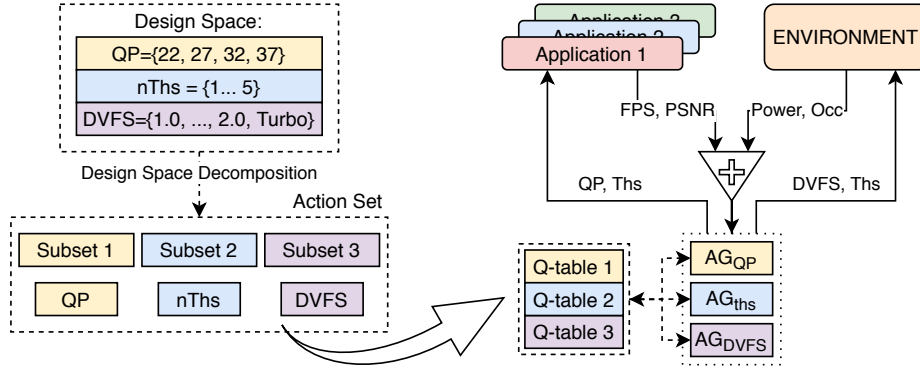 Design Space:
QP={22, 27, 32, 37}
nThs = {1... 5}
DVFS={1.0, ..., 2.0, Turbo}
Design Space Decomposition
Action Set
Subset 1
Subset 2
Subset 3
QP
nThs
DVFS
Application 2
Application 1
ENVIRONMENT
FPS, PSNR
Power, Occ
QP, Ths
DVFS, Ths
Q-table 1
Q-table 2
Q-table 3
AGQP
AGths
AGDVFS